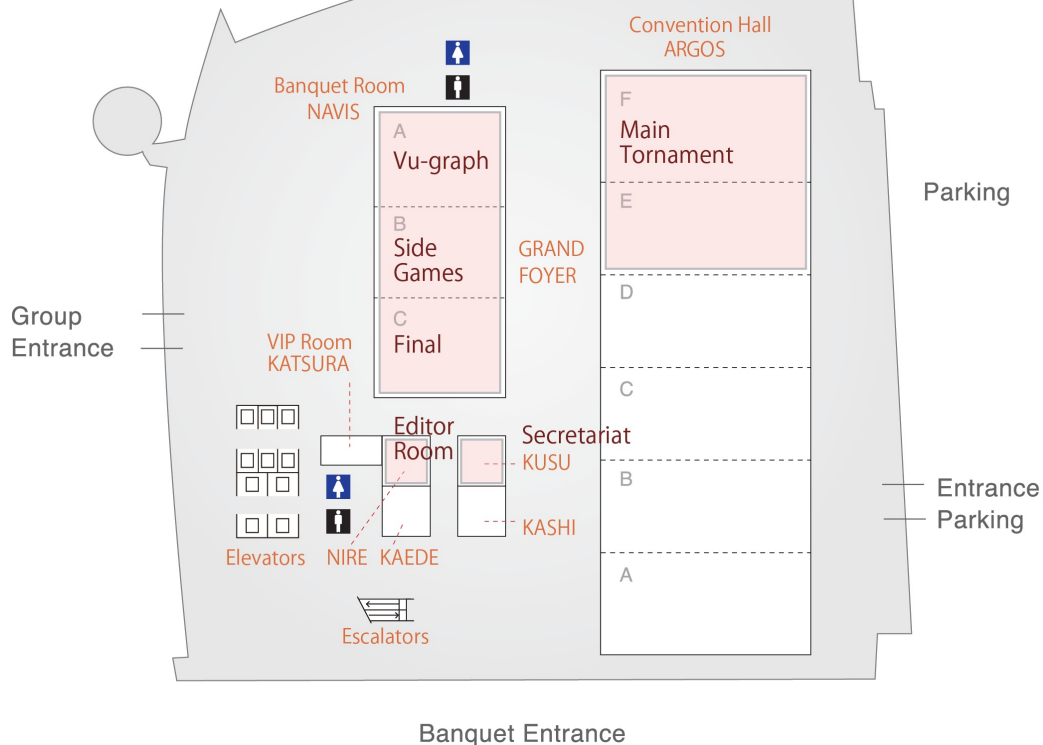 Convention Hall
ARGOS
Banquet Room
NAVIS
A
Vu-graph
B
Side
Games
C
Final
GRAND
FOYER
F
Main
Tornament
E
D
C
B
A
Parking
Group
Entrance
VIP Room
KATSURA
Editor
Room
Secretariat
KUSU
KASHI
Entrance
Parking
Elevators
NIRE
KAEDE
Escalators
Banquet Entrance